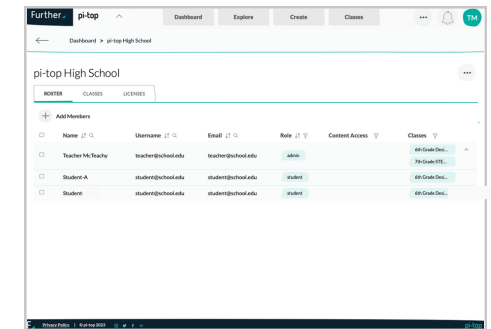 Further pi-top Dashboard Explore Create Classes ... TM
Dashboard > pi-top High School
pi-top High School ...
ROSTER CLASSES LICENSES
+ Add Members
Name Username Email Role Content Access Classes
Teacher McTeachy teacher@school.edu teacher@school.edu admin 6th Grade Desi...
7th Grade STE...
Student-A student@school.edu student@school.edu student 6th Grade Desi...
Student student@school.edu student@school.edu student 6th Grade Desi...
F Privacy Policy | © pi-top 2023 pi-top